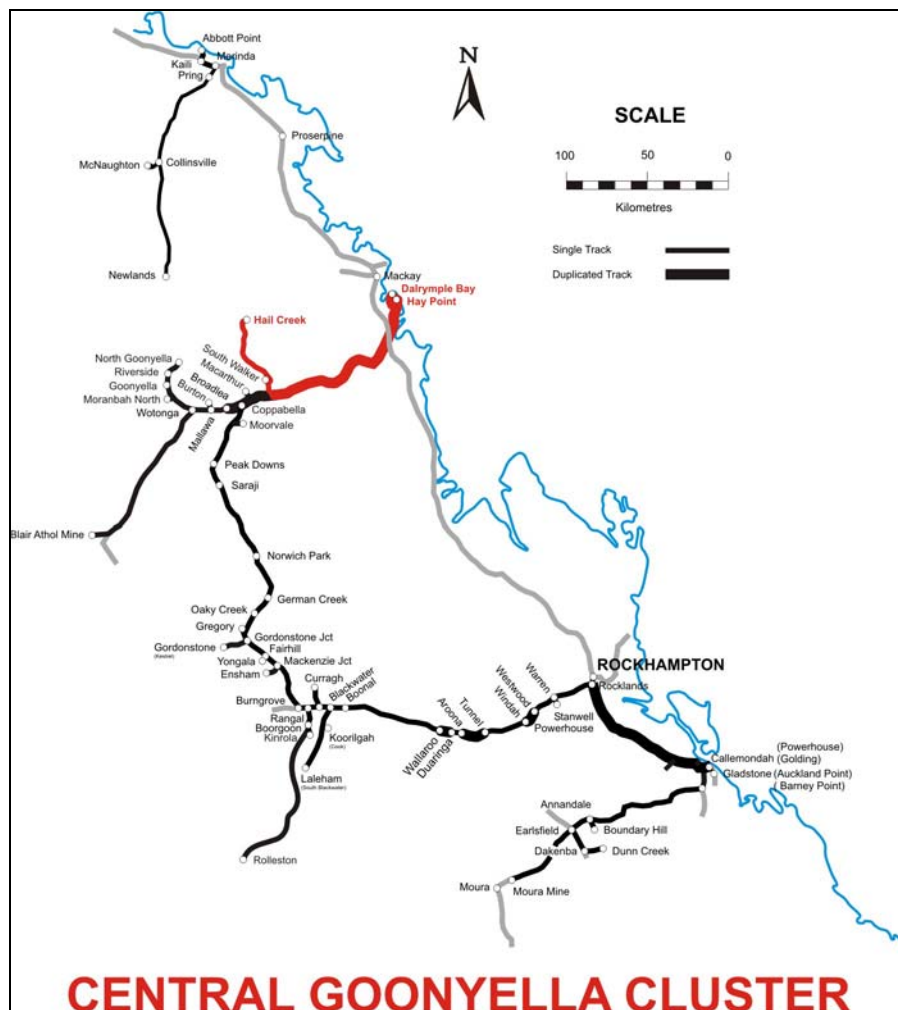 Abbott Point
Merinda
Kaili
Pring
N
SCALE
100 50 0
Kilometres
Single Track
Duplicated Track
Proserpine
McNaughton
Collinsville
Newlands
Mackay
Dalrymple Bay
Hay Point
Hail Creek
South Walker
Macarthur
North Goonyella
Riverside
Goonyella
Moranbah North
Wotonga
Broadlea
Burton
Mallawa
Coppabella
Moorvale
Peak Downs
Saraji
Blair Athol Mine
Norwich Park
German Creek
Oaky Creek
Gregory
Gordonstone Jct
Gordonstone
(Kestrel)
Fairhill
Yongala
Mackenzie Jct
Ensham
Curragh
Blackwater
Boonal
Burngrove
Rangal
Boorgoon
Kinrola
Koorilgah
(Cook)
Laleham
(South Blackwater)
Rolleston
Wallaroo
Duaringa
Aroona
Tunnel
Windah
Westwood
Warren
Stanwell
Powerhouse
ROCKHAMPTON
Rocklands
Callemondah (Powerhouse)
(Golding)
Gladstone (Auckland Point)
( Barney Point)
Annandale
Earlsfield
Boundary Hill
Dakenba
Dunn Creek
Moura
Moura Mine
CENTRAL GOONYELLA CLUSTER